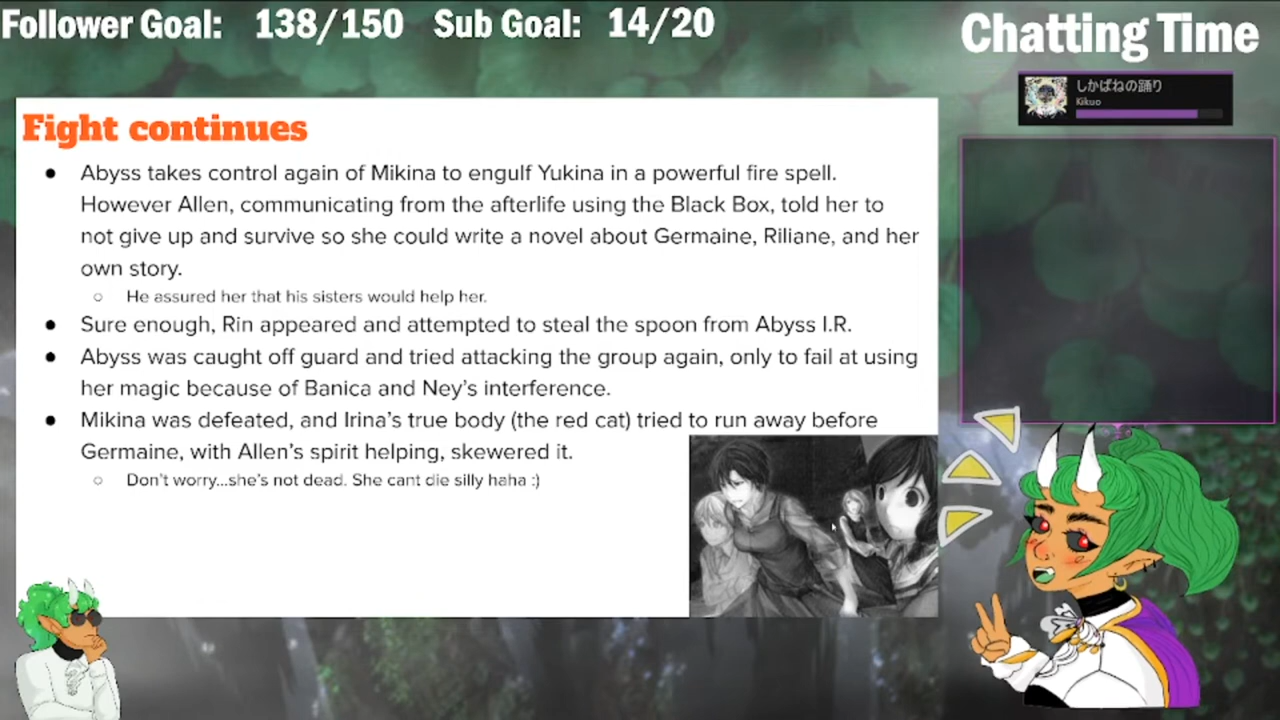 Follower Goal: 138/150 Sub Goal: 14/20
Chatting Time
しかばねの踊り
Kikuo
Fight continues
● Abyss takes control again of Mikina to engulf Yukina in a powerful fire spell.
However Allen, communicating from the afterlife using the Black Box, told her to
not give up and survive so she could write a novel about Germaine, Riliane, and her
own story.
○ He assured her that his sisters would help her.
● Sure enough, Rin appeared and attempted to steal the spoon from Abyss I.R.
● Abyss was caught off guard and tried attacking the group again, only to fail at using
her magic because of Banica and Ney's interference.
● Mikina was defeated, and Irina's true body (the red cat) tried to run away before
Germaine, with Allen's spirit helping, skewered it.
○ Don't worry...she's not dead. She cant die silly haha :)